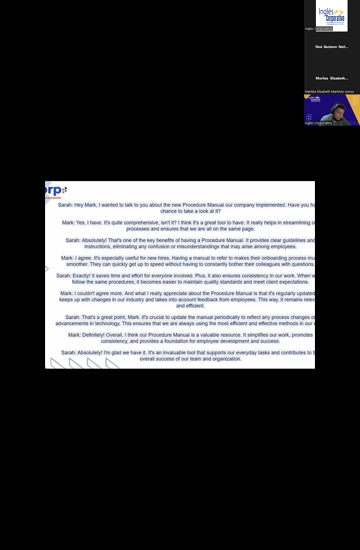 Inglés
Corporativo
Maritza Elizabeth...
Maritza Elizabeth Martinez Lemus
orp:
Sarah: Hey Mark, I wanted to talk to you about the new Procedure Manual our company implemented. Have you ha
chance to take a look at it?
Mark: Yes, I have. It's quite comprehensive, isn't it? I think it's a great tool to have. It really helps in streamlining o
processes and ensures that we are all on the same page.
Sarah: Absolutely! That's one of the key benefits of having a Procedure Manual. It provides clear guidelines and
instructions, eliminating any confusion or misunderstandings that may arise among employees.
Mark: I agree. It's especially useful for new hires. Having a manual to refer to makes their onboarding process mu
smoother. They can quickly get up to speed without having to constantly bother their colleagues with questions.
Sarah: Exactly! It saves time and effort for everyone involved. Plus, it also ensures consistency in our work. When w
follow the same procedures, it becomes easier to maintain quality standards and meet client expectations.
Mark: I couldn't agree more. And what I really appreciate about the Procedure Manual is that it's regularly updated
keeps up with changes in our industry and takes into account feedback from employees. This way, it remains relev
and efficient.
Sarah: That's a great point, Mark. It's crucial to update the manual periodically to reflect any process changes or
advancements in technology. This ensures that we are always using the most efficient and effective methods in our
Mark: Definitely! Overall, I think our Procedure Manual is a valuable resource. It simplifies our work, promotes
consistency, and provides a foundation for employee development and success.
Sarah: Absolutely! I'm glad we have it. It's an invaluable tool that supports our everyday tasks and contributes to t
overall success of our team and organization.